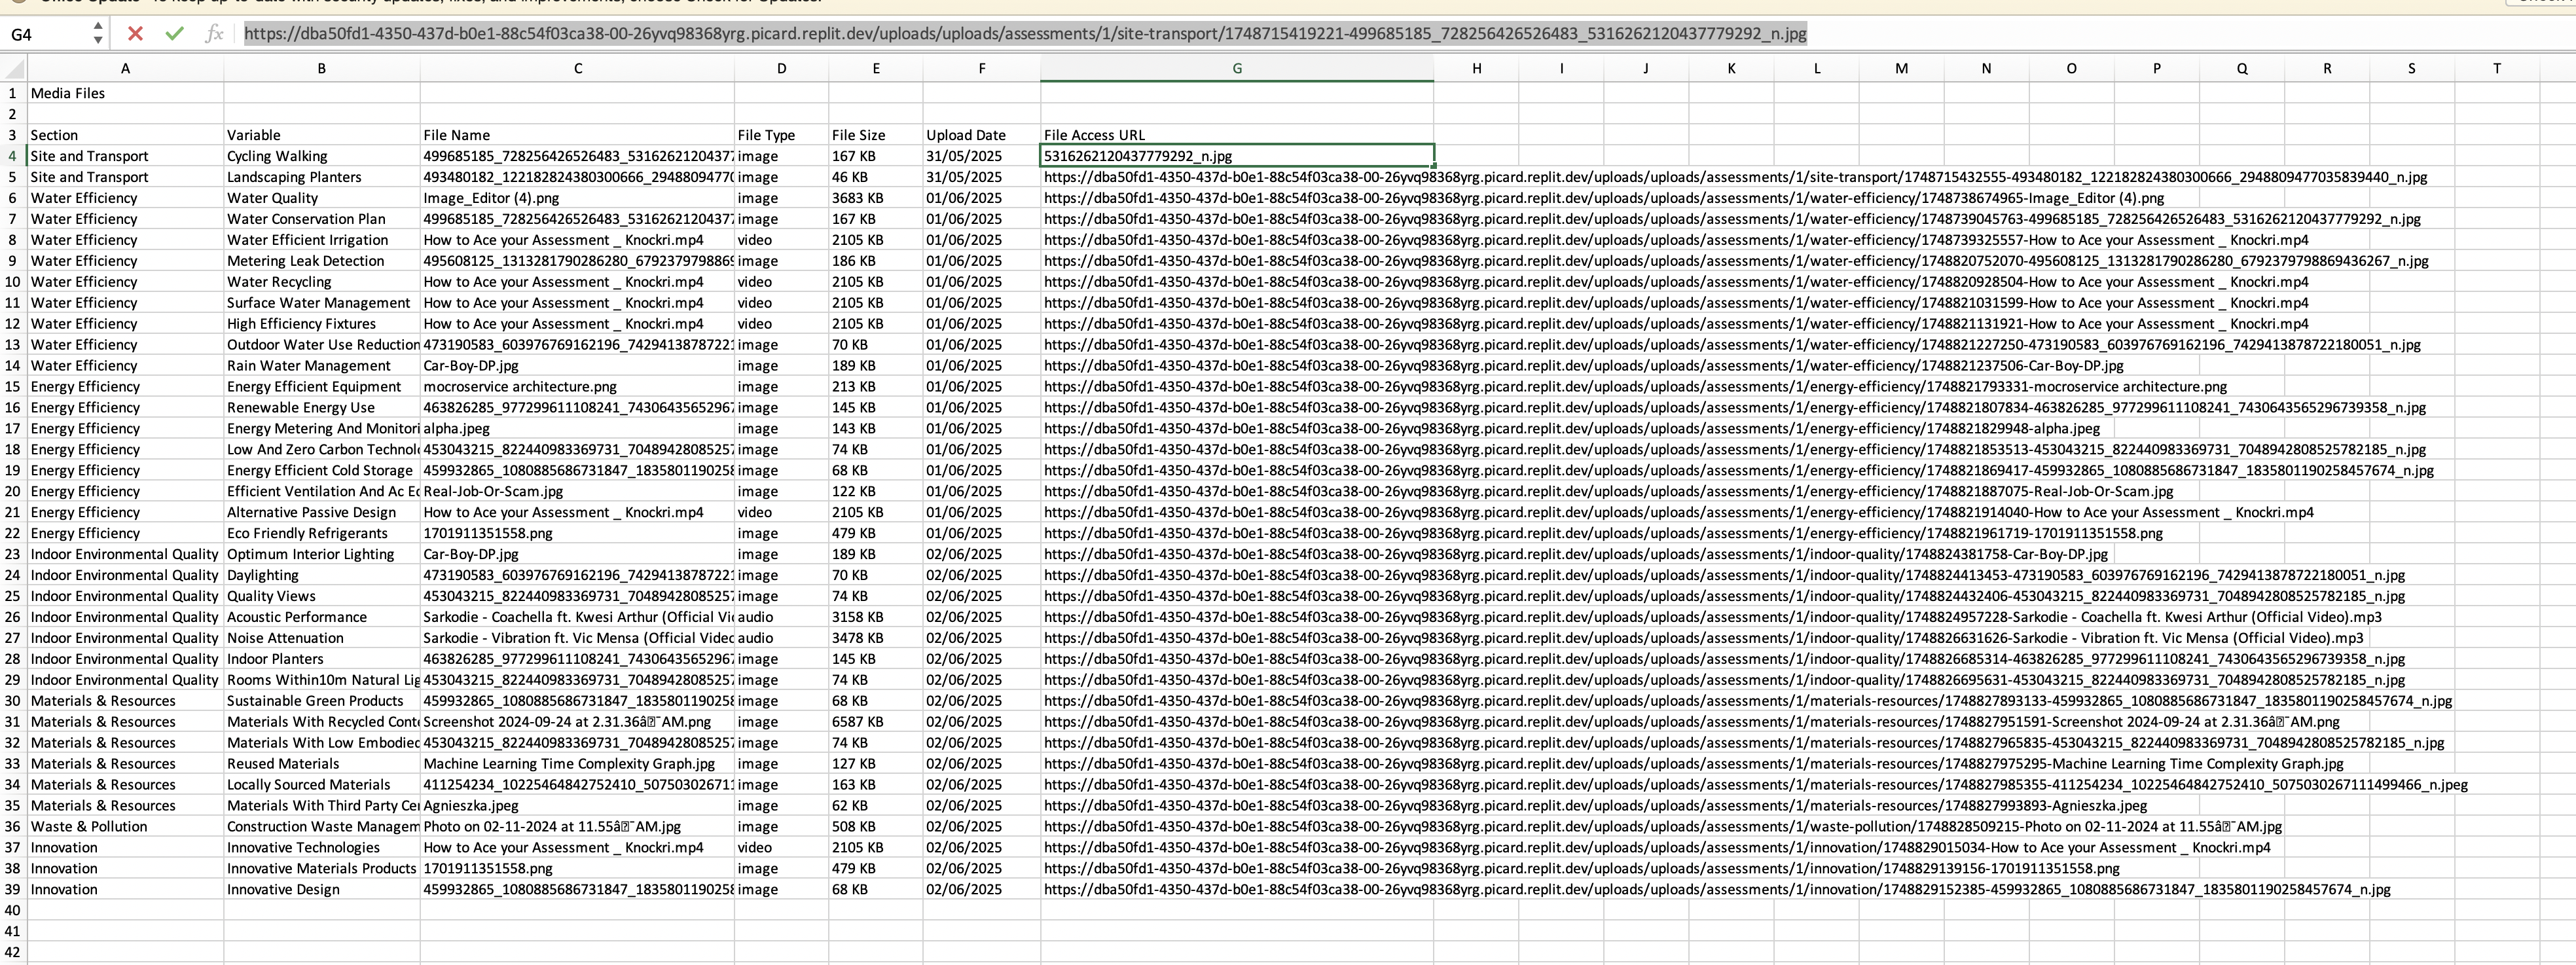 Office Update To keep up-to-date with security updates, fixes, and improvements, choose Check for Updates.
G4 fx https://dba50fd1-4350-437d-b0e1-88c54f03ca38-00-26yvq98368yrg.picard.replit.dev/uploads/uploads/assessments/1/site-transport/1748715419221-499685185_728256426526483_5316262120437779292_n.jpg
A B C D E F G H I J K L M N O P Q R S T
1 Media Files
2
3 Section Variable File Name File Type File Size Upload Date File Access URL
4 Site and Transport Cycling Walking 499685185_728256426526483_53162621204377 image 167 KB 31/05/2025 5316262120437779292_n.jpg
5 Site and Transport Landscaping Planters 493480182_122182824380300666_29488094770 image 46 KB 31/05/2025 https://dba50fd1-4350-437d-b0e1-88c54f03ca38-00-26yvq98368yrg.picard.replit.dev/uploads/uploads/assessments/1/site-transport/1748715432555-493480182_122182824380300666_2948809477035839440_n.jpg
6 Water Efficiency Water Quality Image_Editor (4).png image 3683 KB 01/06/2025 https://dba50fd1-4350-437d-b0e1-88c54f03ca38-00-26yvq98368yrg.picard.replit.dev/uploads/uploads/assessments/1/water-efficiency/1748738674965-Image_Editor (4).png
7 Water Efficiency Water Conservation Plan 499685185_728256426526483_53162621204377 image 167 KB 01/06/2025 https://dba50fd1-4350-437d-b0e1-88c54f03ca38-00-26yvq98368yrg.picard.replit.dev/uploads/uploads/assessments/1/water-efficiency/1748739045763-499685185_728256426526483_5316262120437779292_n.jpg
8 Water Efficiency Water Efficient Irrigation How to Ace your Assessment _ Knockri.mp4 video 2105 KB 01/06/2025 https://dba50fd1-4350-437d-b0e1-88c54f03ca38-00-26yvq98368yrg.picard.replit.dev/uploads/uploads/assessments/1/water-efficiency/1748739325557-How to Ace your Assessment _ Knockri.mp4
9 Water Efficiency Metering Leak Detection 495608125_1313281790286280_679237979886 image 186 KB 01/06/2025 https://dba50fd1-4350-437d-b0e1-88c54f03ca38-00-26yvq98368yrg.picard.replit.dev/uploads/uploads/assessments/1/water-efficiency/1748820752070-495608125_1313281790286280_6792379798869436267_n.jpg
10 Water Efficiency Water Recycling How to Ace your Assessment _ Knockri.mp4 video 2105 KB 01/06/2025 https://dba50fd1-4350-437d-b0e1-88c54f03ca38-00-26yvq98368yrg.picard.replit.dev/uploads/uploads/assessments/1/water-efficiency/1748820928504-How to Ace your Assessment _ Knockri.mp4
11 Water Efficiency Surface Water Management How to Ace your Assessment _ Knockri.mp4 video 2105 KB 01/06/2025 https://dba50fd1-4350-437d-b0e1-88c54f03ca38-00-26yvq98368yrg.picard.replit.dev/uploads/uploads/assessments/1/water-efficiency/1748821031599-How to Ace your Assessment _ Knockri.mp4
12 Water Efficiency High Efficiency Fixtures How to Ace your Assessment _ Knockri.mp4 video 2105 KB 01/06/2025 https://dba50fd1-4350-437d-b0e1-88c54f03ca38-00-26yvq98368yrg.picard.replit.dev/uploads/uploads/assessments/1/water-efficiency/1748821131921-How to Ace your Assessment _ Knockri.mp4
13 Water Efficiency Outdoor Water Use Reduction 473190583_603976769162196_7429413878722 image 70 KB 01/06/2025 https://dba50fd1-4350-437d-b0e1-88c54f03ca38-00-26yvq98368yrg.picard.replit.dev/uploads/uploads/assessments/1/water-efficiency/1748821227250-473190583_603976769162196_7429413878722180051_n.jpg
14 Water Efficiency Rain Water Management Car-Boy-DP.jpg image 189 KB 01/06/2025 https://dba50fd1-4350-437d-b0e1-88c54f03ca38-00-26yvq98368yrg.picard.replit.dev/uploads/uploads/assessments/1/water-efficiency/1748821237506-Car-Boy-DP.jpg
15 Energy Efficiency Energy Efficient Equipment mocroservice architecture.png image 213 KB 01/06/2025 https://dba50fd1-4350-437d-b0e1-88c54f03ca38-00-26yvq98368yrg.picard.replit.dev/uploads/uploads/assessments/1/energy-efficiency/1748821793331-mocroservice architecture.png
16 Energy Efficiency Renewable Energy Use 463826285_977299611108241_7430643565296 image 145 KB 01/06/2025 https://dba50fd1-4350-437d-b0e1-88c54f03ca38-00-26yvq98368yrg.picard.replit.dev/uploads/uploads/assessments/1/energy-efficiency/1748821807834-463826285_977299611108241_7430643565296739358_n.jpg
17 Energy Efficiency Energy Metering And Monitori alpha.jpeg image 143 KB 01/06/2025 https://dba50fd1-4350-437d-b0e1-88c54f03ca38-00-26yvq98368yrg.picard.replit.dev/uploads/uploads/assessments/1/energy-efficiency/1748821829948-alpha.jpeg
18 Energy Efficiency Low And Zero Carbon Technolo 453043215_822440983369731_704894280852578 image 74 KB 01/06/2025 https://dba50fd1-4350-437d-b0e1-88c54f03ca38-00-26yvq98368yrg.picard.replit.dev/uploads/uploads/assessments/1/energy-efficiency/1748821853513-453043215_822440983369731_7048942808525782185_n.jpg
19 Energy Efficiency Energy Efficient Cold Storage 459932865_1080885686731847_183580119025 image 68 KB 01/06/2025 https://dba50fd1-4350-437d-b0e1-88c54f03ca38-00-26yvq98368yrg.picard.replit.dev/uploads/uploads/assessments/1/energy-efficiency/1748821869417-459932865_1080885686731847_1835801190258457674_n.jpg
20 Energy Efficiency Efficient Ventilation And Ac Ec Real-Job-Or-Scam.jpg image 122 KB 01/06/2025 https://dba50fd1-4350-437d-b0e1-88c54f03ca38-00-26yvq98368yrg.picard.replit.dev/uploads/uploads/assessments/1/energy-efficiency/1748821887075-Real-Job-Or-Scam.jpg
21 Energy Efficiency Alternative Passive Design How to Ace your Assessment _ Knockri.mp4 video 2105 KB 01/06/2025 https://dba50fd1-4350-437d-b0e1-88c54f03ca38-00-26yvq98368yrg.picard.replit.dev/uploads/uploads/assessments/1/energy-efficiency/1748821914040-How to Ace your Assessment _ Knockri.mp4
22 Energy Efficiency Eco Friendly Refrigerants 1701911351558.png image 479 KB 01/06/2025 https://dba50fd1-4350-437d-b0e1-88c54f03ca38-00-26yvq98368yrg.picard.replit.dev/uploads/uploads/assessments/1/energy-efficiency/1748821961719-1701911351558.png
23 Indoor Environmental Quality Optimum Interior Lighting Car-Boy-DP.jpg image 189 KB 02/06/2025 https://dba50fd1-4350-437d-b0e1-88c54f03ca38-00-26yvq98368yrg.picard.replit.dev/uploads/uploads/assessments/1/indoor-quality/1748824381758-Car-Boy-DP.jpg
24 Indoor Environmental Quality Daylighting 473190583_603976769162196_7429413878722 image 70 KB 02/06/2025 https://dba50fd1-4350-437d-b0e1-88c54f03ca38-00-26yvq98368yrg.picard.replit.dev/uploads/uploads/assessments/1/indoor-quality/1748824413453-473190583_603976769162196_7429413878722180051_n.jpg
25 Indoor Environmental Quality Quality Views 453043215_822440983369731_70489428085257 image 74 KB 02/06/2025 https://dba50fd1-4350-437d-b0e1-88c54f03ca38-00-26yvq98368yrg.picard.replit.dev/uploads/uploads/assessments/1/indoor-quality/1748824432406-453043215_822440983369731_7048942808525782185_n.jpg
26 Indoor Environmental Quality Acoustic Performance Sarkodie - Coachella ft. Kwesi Arthur (Official Vi audio 3158 KB 02/06/2025 https://dba50fd1-4350-437d-b0e1-88c54f03ca38-00-26yvq98368yrg.picard.replit.dev/uploads/uploads/assessments/1/indoor-quality/1748824957228-Sarkodie - Coachella ft. Kwesi Arthur (Official Video).mp3
27 Indoor Environmental Quality Noise Attenuation Sarkodie - Vibration ft. Vic Mensa (Official Videc audio 3478 KB 02/06/2025 https://dba50fd1-4350-437d-b0e1-88c54f03ca38-00-26yvq98368yrg.picard.replit.dev/uploads/uploads/assessments/1/indoor-quality/1748826631626-Sarkodie - Vibration ft. Vic Mensa (Official Video).mp3
28 Indoor Environmental Quality Indoor Planters 463826285_977299611108241_7430643565296 image 145 KB 02/06/2025 https://dba50fd1-4350-437d-b0e1-88c54f03ca38-00-26yvq98368yrg.picard.replit.dev/uploads/uploads/assessments/1/indoor-quality/1748826685314-463826285_977299611108241_7430643565296739358_n.jpg
29 Indoor Environmental Quality Rooms Within10m Natural Lig 453043215_822440983369731_70489428085257 image 74 KB 02/06/2025 https://dba50fd1-4350-437d-b0e1-88c54f03ca38-00-26yvq98368yrg.picard.replit.dev/uploads/uploads/assessments/1/indoor-quality/1748826695631-453043215_822440983369731_7048942808525782185_n.jpg
30 Materials & Resources Sustainable Green Products 459932865_1080885686731847_183580119025 image 68 KB 02/06/2025 https://dba50fd1-4350-437d-b0e1-88c54f03ca38-00-26yvq98368yrg.picard.replit.dev/uploads/uploads/assessments/1/materials-resources/1748827893133-459932865_1080885686731847_1835801190258457674_n.jpg
31 Materials & Resources Materials With Recycled Conte Screenshot 2024-09-24 at 2.31.36â¯AM.png image 6587 KB 02/06/2025 https://dba50fd1-4350-437d-b0e1-88c54f03ca38-00-26yvq98368yrg.picard.replit.dev/uploads/uploads/assessments/1/materials-resources/1748827951591-Screenshot 2024-09-24 at 2.31.36â¯AM.png
32 Materials & Resources Materials With Low Embodied 453043215_822440983369731_70489428085257 image 74 KB 02/06/2025 https://dba50fd1-4350-437d-b0e1-88c54f03ca38-00-26yvq98368yrg.picard.replit.dev/uploads/uploads/assessments/1/materials-resources/1748827965835-453043215_822440983369731_7048942808525782185_n.jpg
33 Materials & Resources Reused Materials Machine Learning Time Complexity Graph.jpg image 127 KB 02/06/2025 https://dba50fd1-4350-437d-b0e1-88c54f03ca38-00-26yvq98368yrg.picard.replit.dev/uploads/uploads/assessments/1/materials-resources/1748827975295-Machine Learning Time Complexity Graph.jpg
34 Materials & Resources Locally Sourced Materials 411254234_10225464842752410_50750302671 image 163 KB 02/06/2025 https://dba50fd1-4350-437d-b0e1-88c54f03ca38-00-26yvq98368yrg.picard.replit.dev/uploads/uploads/assessments/1/materials-resources/1748827985355-411254234_10225464842752410_5075030267111499466_n.jpeg
35 Materials & Resources Materials With Third Party Cer Agnieszka.jpeg image 62 KB 02/06/2025 https://dba50fd1-4350-437d-b0e1-88c54f03ca38-00-26yvq98368yrg.picard.replit.dev/uploads/uploads/assessments/1/materials-resources/1748827993893-Agnieszka.jpeg
36 Waste & Pollution Construction Waste Managem Photo on 02-11-2024 at 11.55â¯AM.jpg image 508 KB 02/06/2025 https://dba50fd1-4350-437d-b0e1-88c54f03ca38-00-26yvq98368yrg.picard.replit.dev/uploads/uploads/assessments/1/waste-pollution/1748828509215-Photo on 02-11-2024 at 11.55â¯AM.jpg
37 Innovation Innovative Technologies How to Ace your Assessment _ Knockri.mp4 video 2105 KB 02/06/2025 https://dba50fd1-4350-437d-b0e1-88c54f03ca38-00-26yvq98368yrg.picard.replit.dev/uploads/uploads/assessments/1/innovation/1748829015034-How to Ace your Assessment _ Knockri.mp4
38 Innovation Innovative Materials Products 1701911351558.png image 479 KB 02/06/2025 https://dba50fd1-4350-437d-b0e1-88c54f03ca38-00-26yvq98368yrg.picard.replit.dev/uploads/uploads/assessments/1/innovation/1748829139156-1701911351558.png
39 Innovation Innovative Design 459932865_1080885686731847_183580119025 image 68 KB 02/06/2025 https://dba50fd1-4350-437d-b0e1-88c54f03ca38-00-26yvq98368yrg.picard.replit.dev/uploads/uploads/assessments/1/innovation/1748829152385-459932865_1080885686731847_1835801190258457674_n.jpg
40
41
42